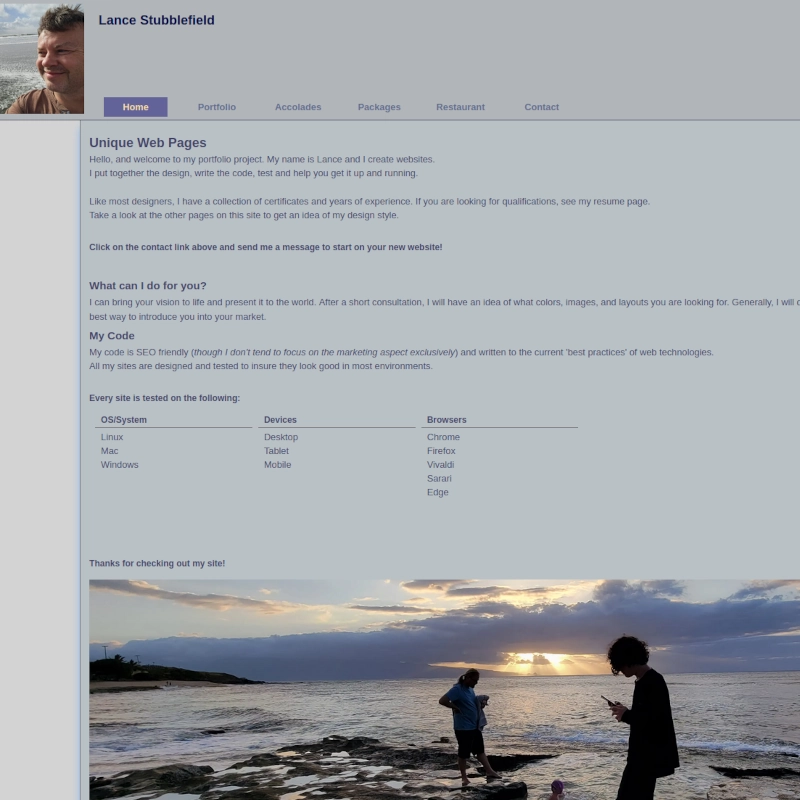 Lance Stubblefield
Home Portfolio Accolades Packages Restaurant Contact
Unique Web Pages
Hello, and welcome to my portfolio project. My name is Lance and I create websites.
I put together the design, write the code, test and help you get it up and running.
Like most designers, I have a collection of certificates and years of experience. If you are looking for qualifications, see my resume page.
Take a look at the other pages on this site to get an idea of my design style.
Click on the contact link above and send me a message to start on your new website!
What can I do for you?
I can bring your vision to life and present it to the world. After a short consultation, I will have an idea of what colors, images, and layouts you are looking for. Generally, I will
best way to introduce you into your market.
My Code
My code is SEO friendly (though I don't tend to focus on the marketing aspect exclusively) and written to the current 'best practices' of web technologies.
All my sites are designed and tested to insure they look good in most environments.
Every site is tested on the following:
OS/System Devices Browsers
Linux Desktop Chrome
Mac Tablet Firefox
Windows Mobile Vivaldi
Sarari
Edge
Thanks for checking out my site!